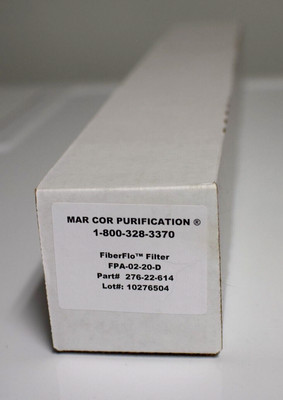 MAR COR PURIFICATION ®
1-800-328-3370
FiberFlo™ Filter
FPA-02-20-D
Part# 276-22-614
Lot#: 10276504